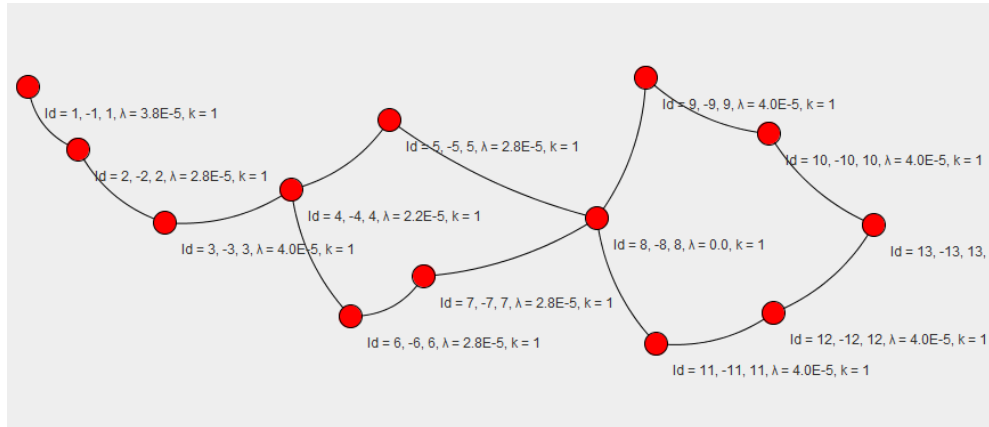 Id = 1, -1, 1, λ = 3.8E-5, k = 1
Id = 2, -2, 2, λ = 2.8E-5, k = 1
Id = 3, -3, 3, λ = 4.0E-5, k = 1
Id = 4, -4, 4, λ = 2.2E-5, k = 1
Id = 5, -5, 5, λ = 2.8E-5, k = 1
Id = 6, -6, 6, λ = 2.8E-5, k = 1
Id = 7, -7, 7, λ = 2.8E-5, k = 1
Id = 8, -8, 8, λ = 0.0, k = 1
Id = 9, -9, 9, λ = 4.0E-5, k = 1
Id = 10, -10, 10, λ = 4.0E-5, k = 1
Id = 11, -11, 11, λ = 4.0E-5, k = 1
Id = 12, -12, 12, λ = 4.0E-5, k = 1
Id = 13, -13, 13,